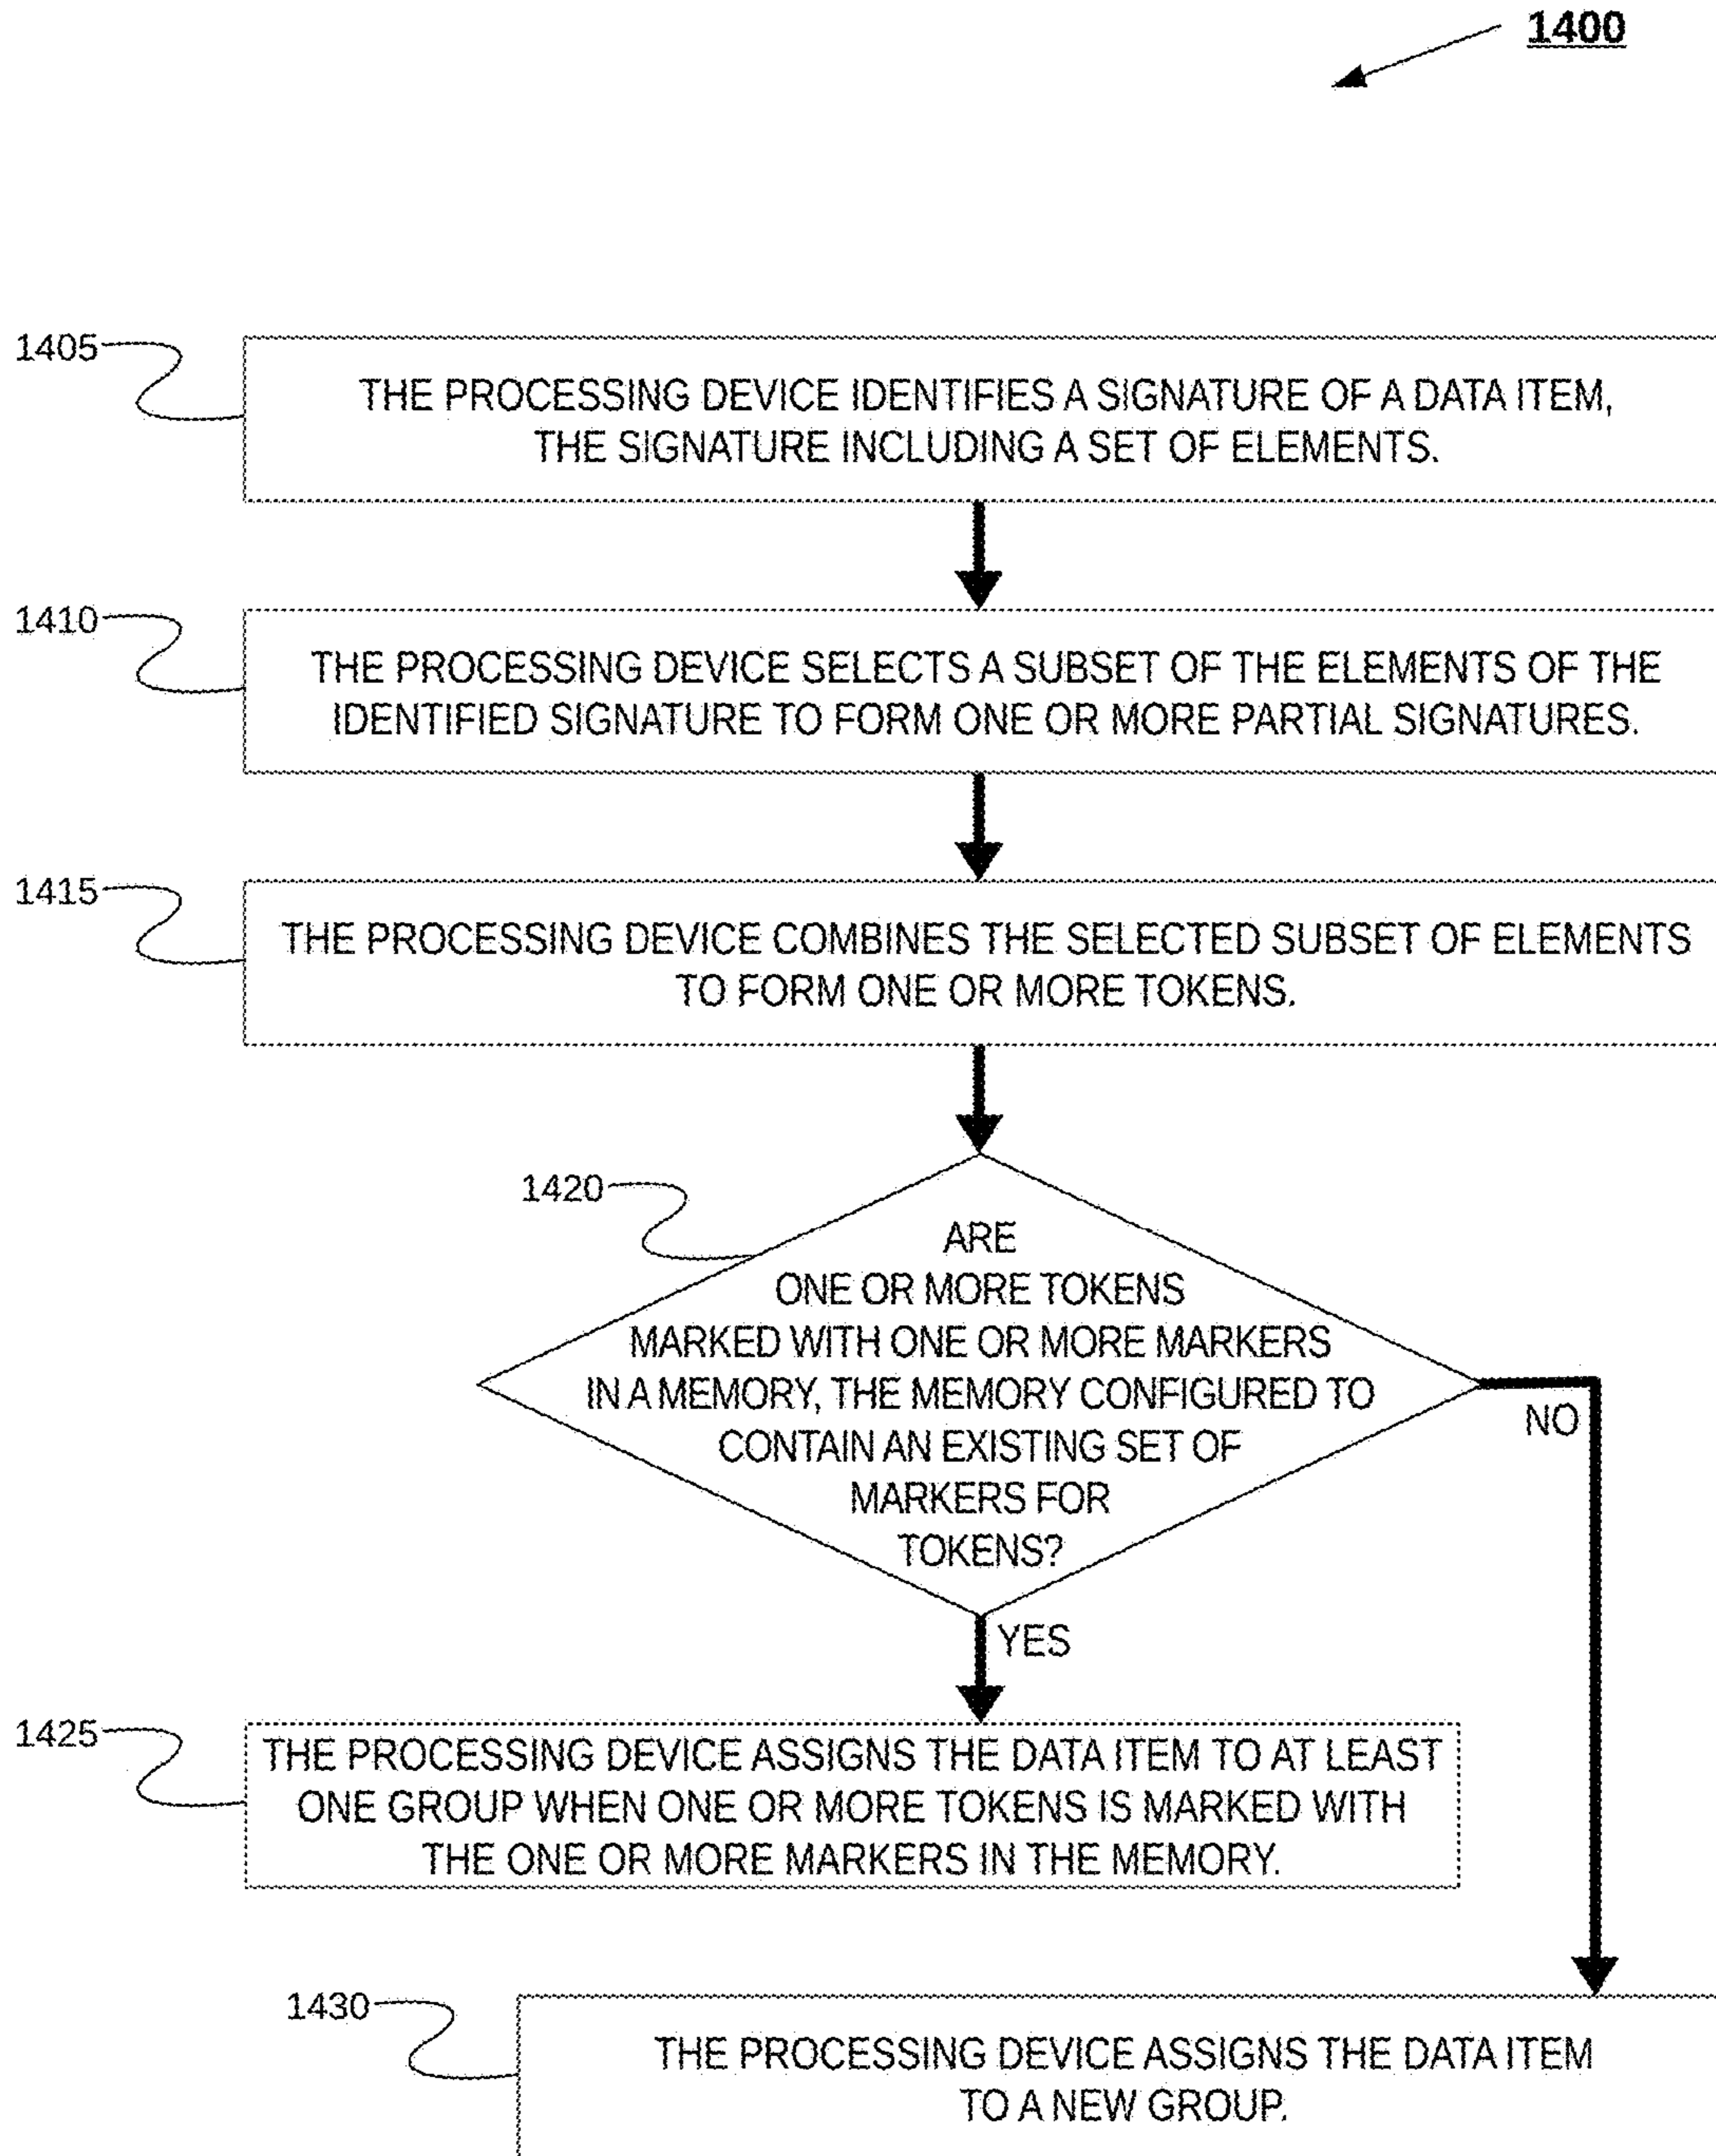 1400
1405
THE PROCESSING DEVICE IDENTIFIES A SIGNATURE OF A DATA ITEM,
THE SIGNATURE INCLUDING A SET OF ELEMENTS.
1410
THE PROCESSING DEVICE SELECTS A SUBSET OF THE ELEMENTS OF THE
IDENTIFIED SIGNATURE TO FORM ONE OR MORE PARTIAL SIGNATURES.
1415
THE PROCESSING DEVICE COMBINES THE SELECTED SUBSET OF ELEMENTS
TO FORM ONE OR MORE TOKENS.
1420
ARE
ONE OR MORE TOKENS
MARKED WITH ONE OR MORE MARKERS
IN A MEMORY, THE MEMORY CONFIGURED TO
CONTAIN AN EXISTING SET OF
MARKERS FOR
TOKENS?
NO
YES
1425
THE PROCESSING DEVICE ASSIGNS THE DATA ITEM TO AT LEAST
ONE GROUP WHEN ONE OR MORE TOKENS IS MARKED WITH
THE ONE OR MORE MARKERS IN THE MEMORY.
1430
THE PROCESSING DEVICE ASSIGNS THE DATA ITEM
TO A NEW GROUP.